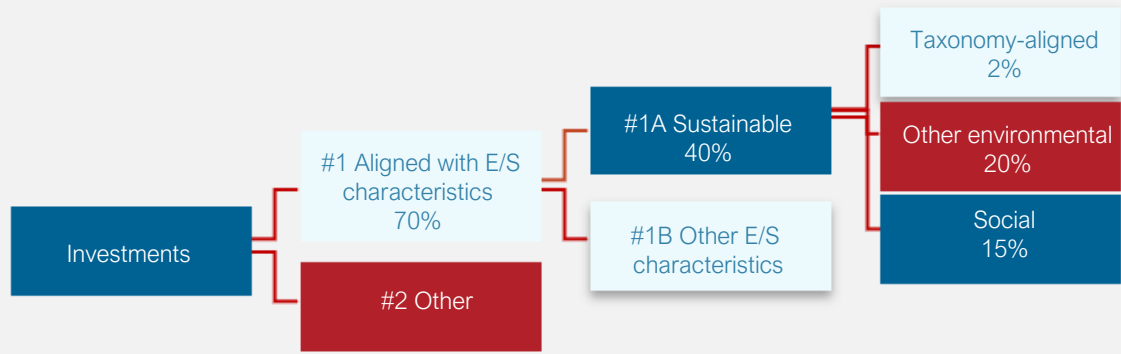 Investments
#1 Aligned with E/S
characteristics
70%
#2 Other
#1A Sustainable
40%
#1B Other E/S
characteristics
Taxonomy-aligned
2%
Other environmental
20%
Social
15%